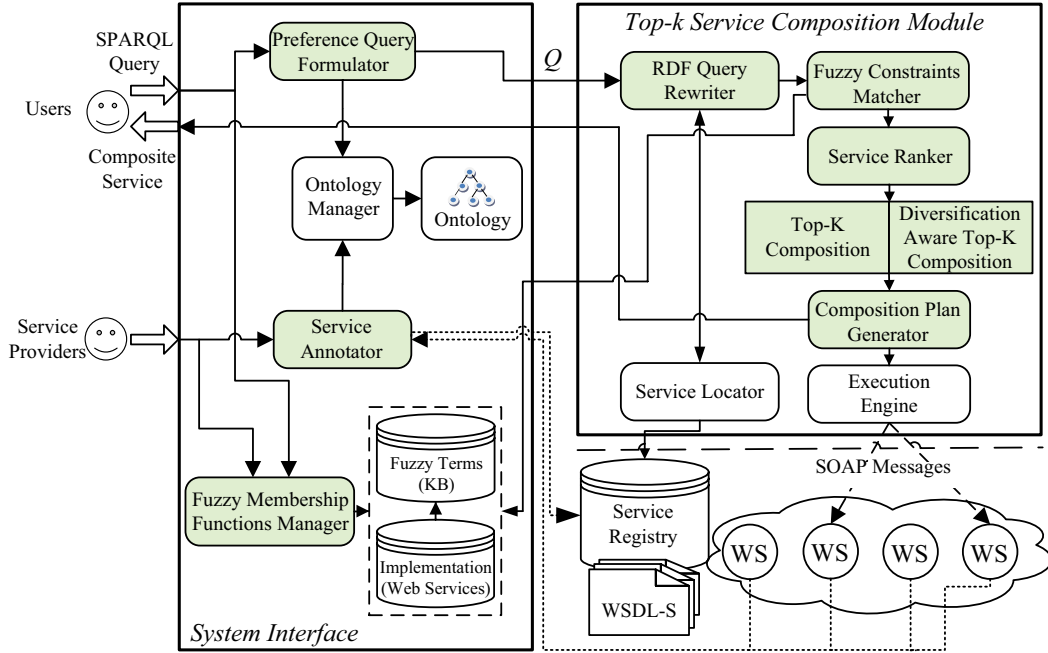 SPARQL
Query
Users
Composite
Service
Service
Providers
Preference Query
Formulator
Ontology
Manager
Ontology
Service
Annotator
Fuzzy Membership
Functions Manager
Fuzzy Terms
(KB)
Implementation
(Web Services)
System Interface
Q
Top-k Service Composition Module
RDF Query
Rewriter
Fuzzy Constraints
Matcher
Service Ranker
Top-K
Composition
Diversification
Aware Top-K
Composition
Composition Plan
Generator
Service Locator
Execution
Engine
SOAP Messages
Service
Registry
WSDL-S
WS
WS
WS
WS